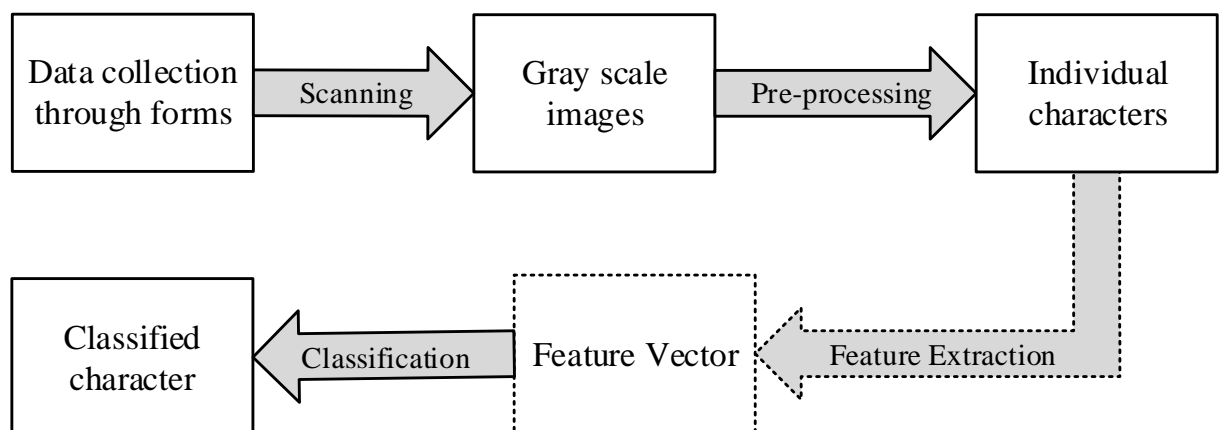 Data collection
through forms
Scanning
Gray scale
images
Pre-processing
Individual
characters
Feature Extraction
Feature Vector
Classification
Classified
character